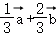 1/3 a⃗ + 2/3 b⃗